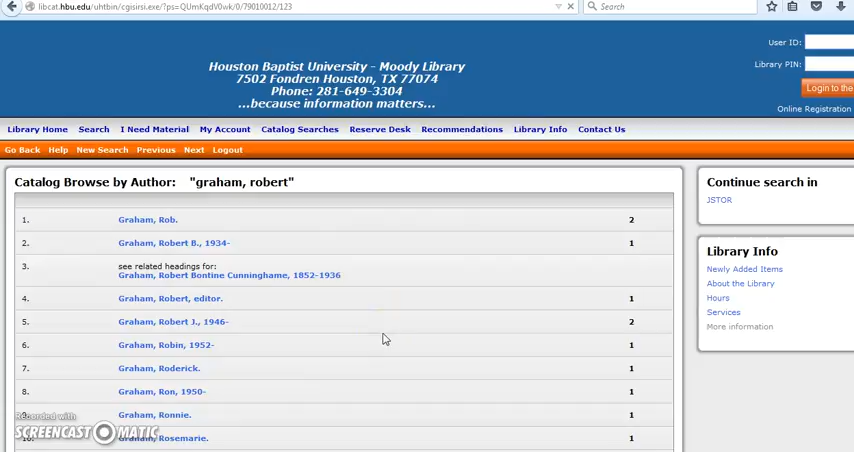 libcat.hbu.edu/uhtbin/cgisirsi.exe/?ps=QUmKqdV0wk/0/79010012/123
Search
User ID:
Houston Baptist University - Moody Library
Library PIN:
7502 Fondren Houston, TX 77074
Phone: 281-649-3304
Login to the
...because information matters...
Online Registration
Library Home Search I Need Material My Account Catalog Searches Reserve Desk Recommendations Library Info Contact Us
Go Back Help New Search Previous Next Logout
Catalog Browse by Author: "graham, robert"
1. Graham, Rob. 2
2. Graham, Robert B., 1934- 1
3. see related headings for:
Graham, Robert Bontine Cunninghame, 1852-1936
4. Graham, Robert, editor. 1
5. Graham, Robert J., 1946- 2
6. Graham, Robin, 1952- 1
7. Graham, Roderick. 1
8. Graham, Ron, 1950- 1
9. Graham, Ronnie. 1
10. Graham, Rosemarie. 1
Continue search in
JSTOR
Library Info
Newly Added Items
About the Library
Hours
Services
More information
Recorded with
SCREENCAST MATIC